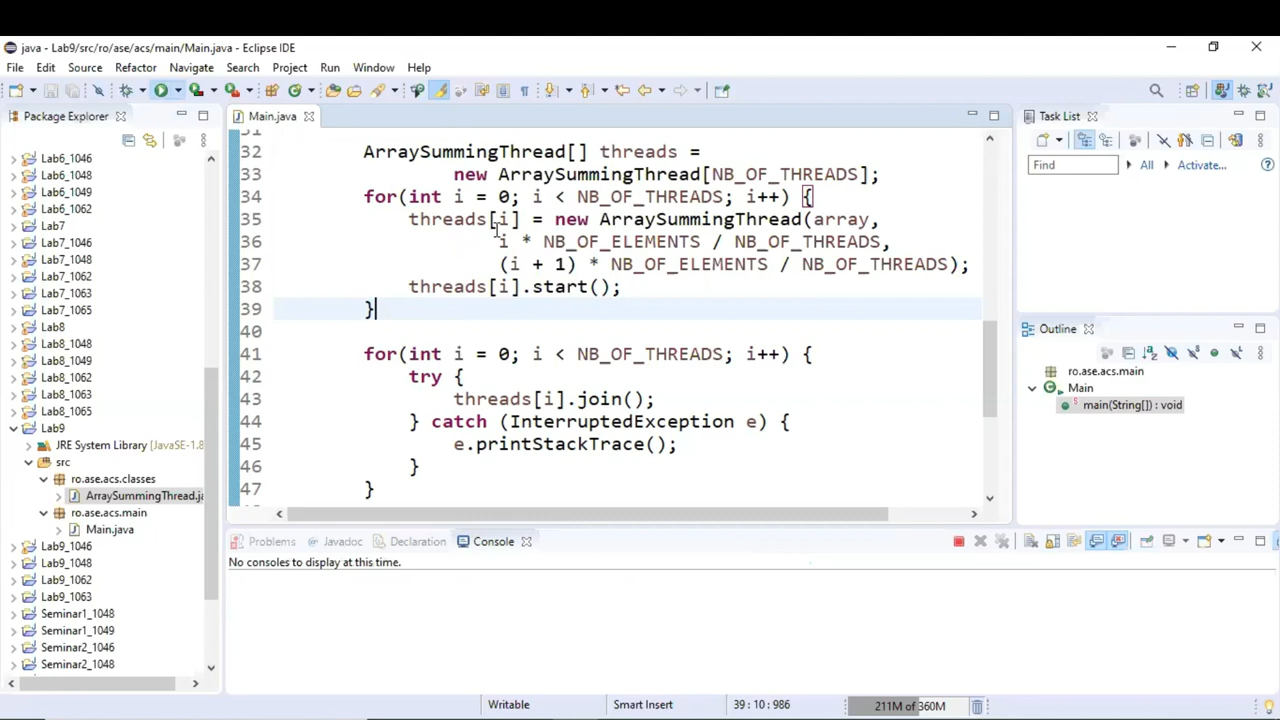 java - Lab9/src/ro/ase/acs/main/Main.java - Eclipse IDE
File Edit Source Refactor Navigate Search Project Run Window Help
Package Explorer
Lab6_1046
Lab6_1048
Lab6_1049
Lab6_1062
Lab7
Lab7_1046
Lab7_1048
Lab7_1062
Lab7_1065
Lab8
Lab8_1048
Lab8_1049
Lab8_1062
Lab8_1063
Lab8_1065
Lab9
JRE System Library [JavaSE-1.8
src
ro.ase.acs.classes
ArraySummingThread.ja
ro.ase.acs.main
Main.java
Lab9_1046
Lab9_1048
Lab9_1062
Lab9_1063
Seminar1_1048
Seminar1_1049
Seminar2_1046
Seminar2_1048
Main.java
31
32 ArraySummingThread[] threads =
33 new ArraySummingThread[NB_OF_THREADS];
34 for(int i = 0; i < NB_OF_THREADS; i++) {
35 threads[i] = new ArraySummingThread(array,
36 i * NB_OF_ELEMENTS / NB_OF_THREADS,
37 (i + 1) * NB_OF_ELEMENTS / NB_OF_THREADS);
38 threads[i].start();
39 }
40
41 for(int i = 0; i < NB_OF_THREADS; i++) {
42 try {
43 threads[i].join();
44 } catch (InterruptedException e) {
45 e.printStackTrace();
46 }
47 }
Problems Javadoc Declaration Console
No consoles to display at this time.
Task List
Find All Activate...
Outline
ro.ase.acs.main
Main
main(String[]) : void
Writable Smart Insert 39 : 10 : 986 211M of 360M